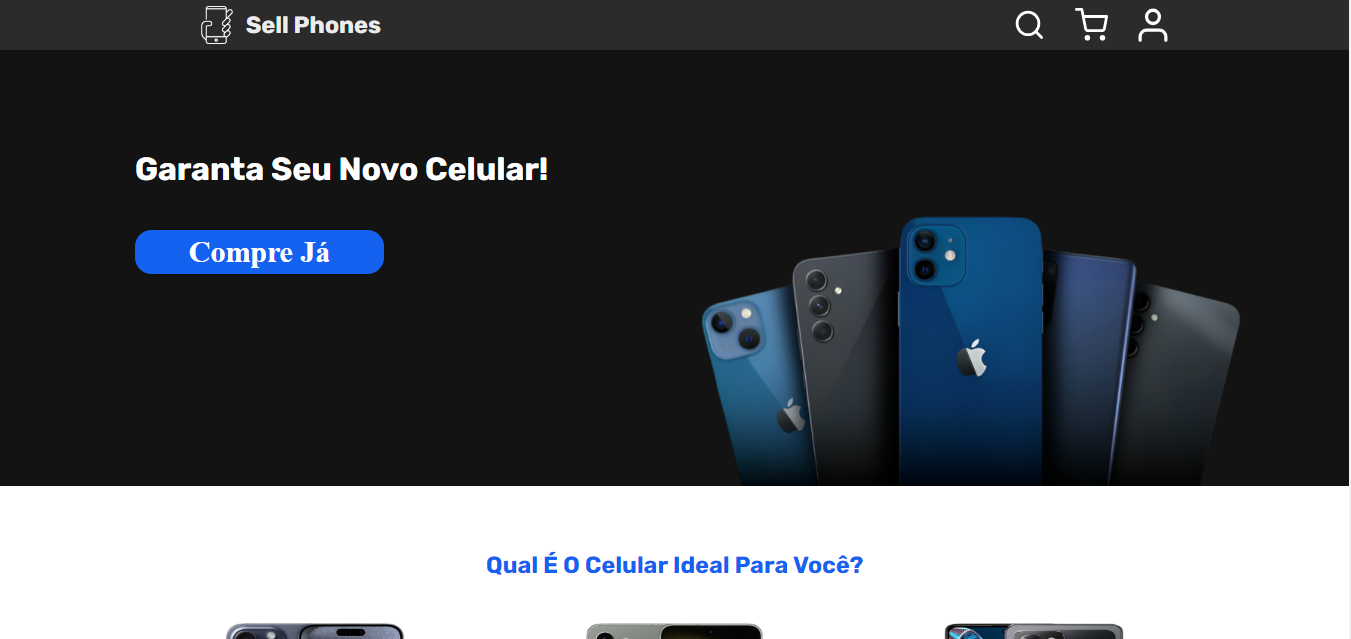 Sell Phones
Garanta Seu Novo Celular!
Compre Já
Qual É O Celular Ideal Para Você?